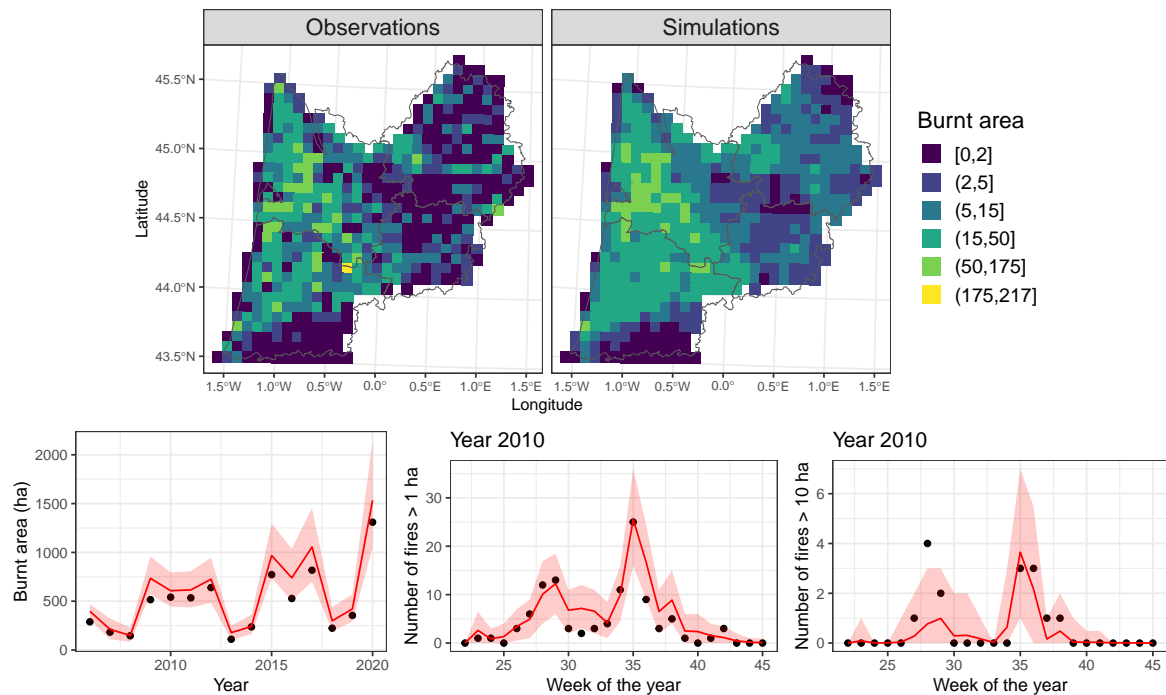 Observations
Simulations
45.5°N
45.0°N
44.5°N
44.0°N
43.5°N
Latitude
1.5°W 1.0°W 0.5°W 0.0° 0.5°E 1.0°E 1.5°E
1.5°W 1.0°W 0.5°W 0.0° 0.5°E 1.0°E 1.5°E
Longitude
Burnt area
[0,2]
(2,5]
(5,15]
(15,50]
(50,175]
(175,217]
2000
1500
1000
500
0
Burnt area (ha)
2010 2015 2020
Year
Year 2010
30
20
10
0
Number of fires > 1 ha
25 30 35 40 45
Week of the year
Year 2010
6
4
2
0
Number of fires > 10 ha
25 30 35 40 45
Week of the year